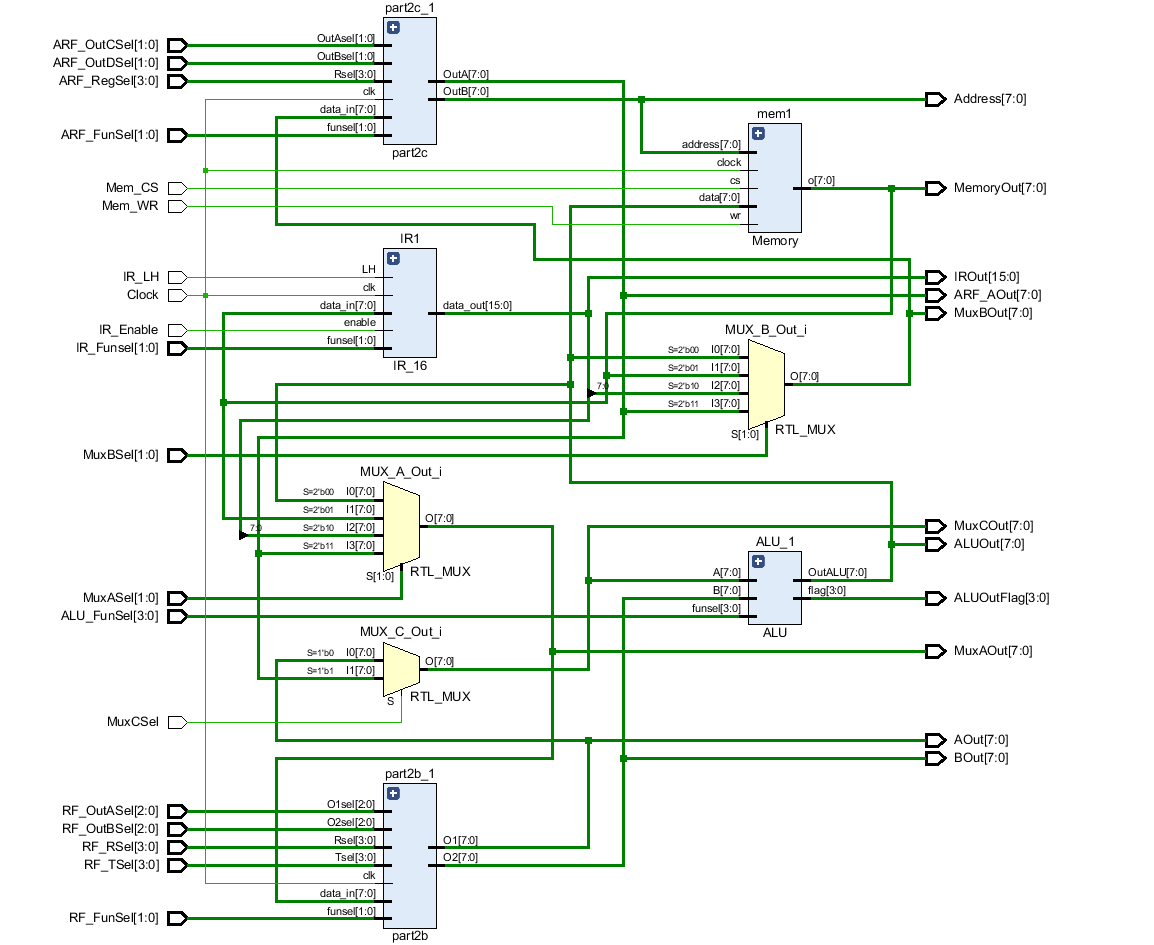 part2c_1
ARF_OutCSel[1:0]
OutAsel[1:0]
ARF_OutDSel[1:0]
OutBsel[1:0]
ARF_RegSel[3:0]
Rsel[3:0]
OutA[7:0]
clk
OutB[7:0]
Address[7:0]
data_in[7:0]
ARF_FunSel[1:0]
funsel[1:0]
part2c
mem1
address[7:0]
clock
Mem_CS
cs
o[7:0]
MemoryOut[7:0]
Mem_WR
data[7:0]
wr
Memory
IR1
IR_LH
LH
IROut[15:0]
Clock
clk
ARF_AOut[7:0]
data_in[7:0]
data_out[15:0]
MuxBOut[7:0]
IR_Enable
enable
IR_Funsel[1:0]
funsel[1:0]
IR_16
MUX_B_Out_i
S=2'b00 I0[7:0]
S=2'b01 I1[7:0]
O[7:0]
7:0
S=2'b10 I2[7:0]
S=2'b11 I3[7:0]
S[1:0]
RTL_MUX
MuxBSel[1:0]
MUX_A_Out_i
S=2'b00 I0[7:0]
S=2'b01 I1[7:0]
O[7:0]
7:0
S=2'b10 I2[7:0]
S=2'b11 I3[7:0]
S[1:0]
RTL_MUX
MuxCOut[7:0]
ALU_1
ALUOut[7:0]
A[7:0]
OutALU[7:0]
MuxASel[1:0]
B[7:0]
flag[3:0]
ALUOutFlag[3:0]
ALU_FunSel[3:0]
funsel[3:0]
ALU
MUX_C_Out_i
S=1'b0 I0[7:0]
MuxAOut[7:0]
S=1'b1 I1[7:0]
O[7:0]
S
RTL_MUX
MuxCSel
AOut[7:0]
BOut[7:0]
part2b_1
RF_OutASel[2:0]
O1sel[2:0]
RF_OutBSel[2:0]
O2sel[2:0]
RF_RSel[3:0]
Rsel[3:0]
O1[7:0]
RF_TSel[3:0]
Tsel[3:0]
O2[7:0]
clk
data_in[7:0]
RF_FunSel[1:0]
funsel[1:0]
part2b